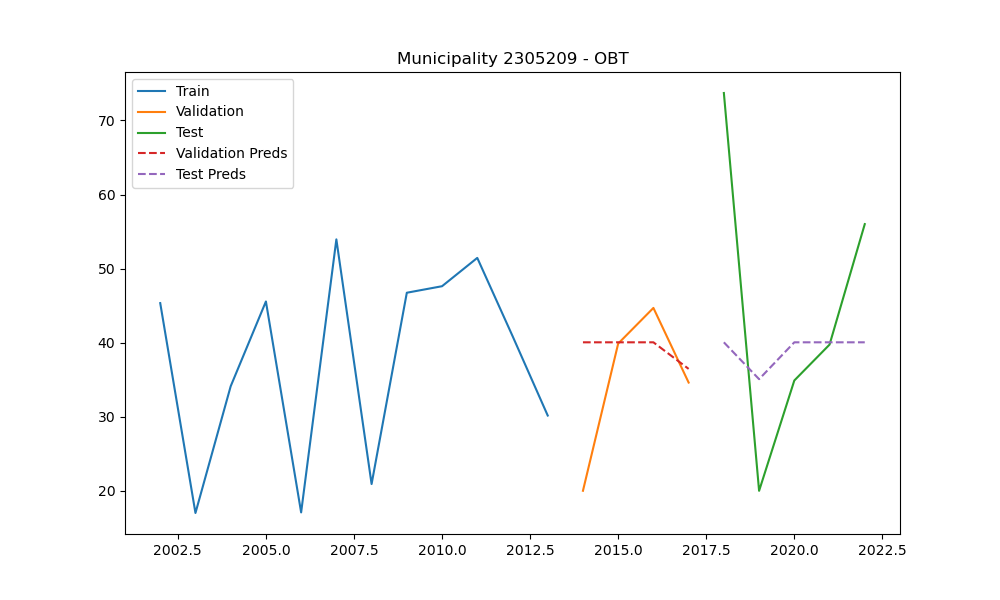 Municipality 2305209 - OBT
Train
Validation
Test
Validation Preds
Test Preds
70
60
50
40
30
20
2002.5 2005.0 2007.5 2010.0 2012.5 2015.0 2017.5 2020.0 2022.5